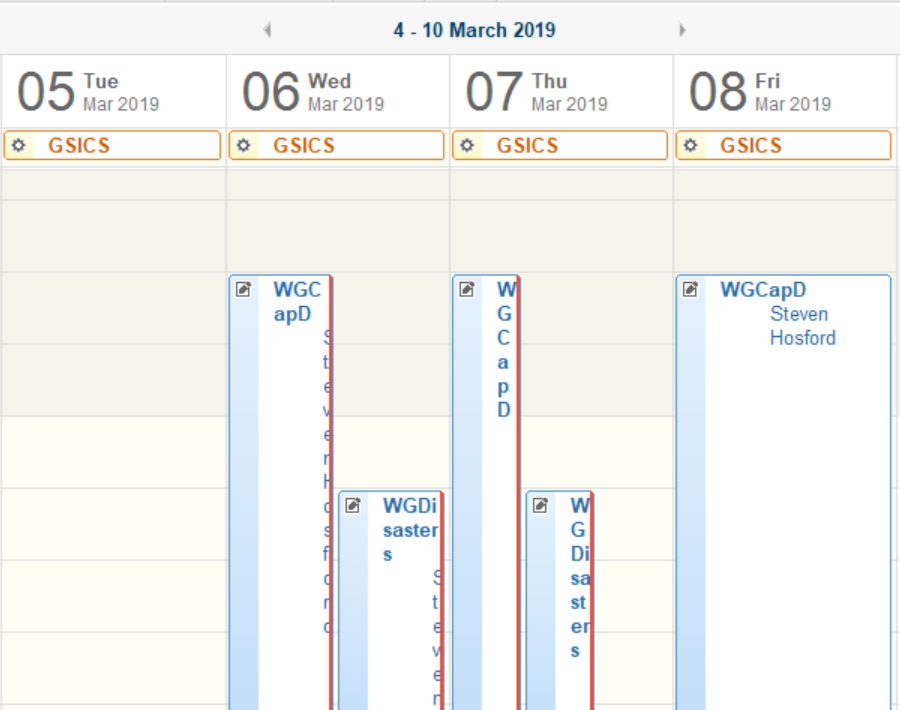 4 - 10 March 2019
05 Tue
Mar 2019
06 Wed
Mar 2019
07 Thu
Mar 2019
08 Fri
Mar 2019
GSICS
GSICS
GSICS
GSICS
WGC
apD
S
t
e
v
e
n
H
o
s
f
o
r
d
WGDi
saster
s
S
t
e
v
e
n
W
G
C
a
p
D
W
G
Di
sa
st
er
s
WGCapD
Steven
Hosford